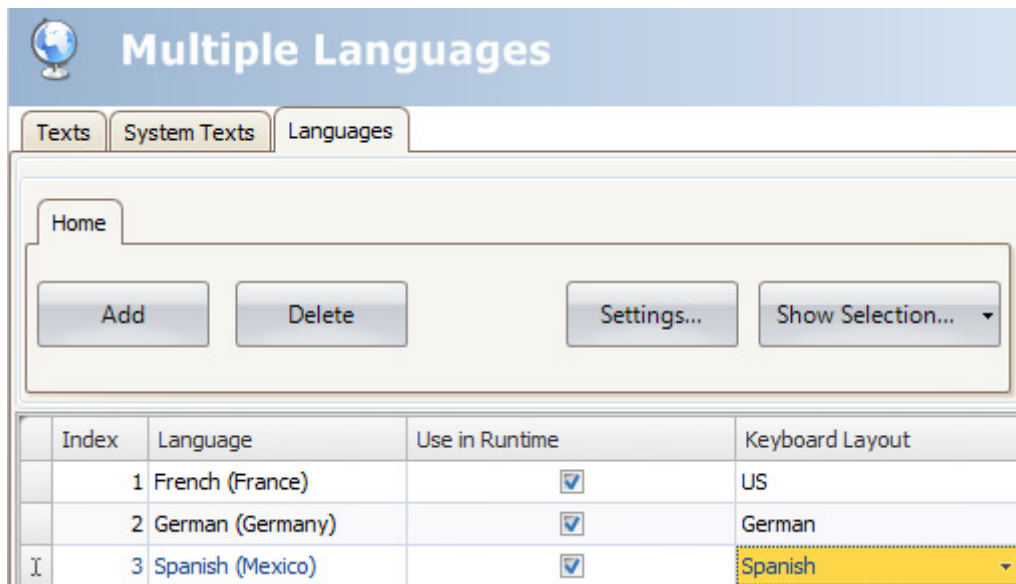 Multiple Languages
Texts System Texts Languages
Home
Add Delete Settings... Show Selection...
Index Language Use in Runtime Keyboard Layout
1 French (France) US
2 German (Germany) German
3 Spanish (Mexico) Spanish